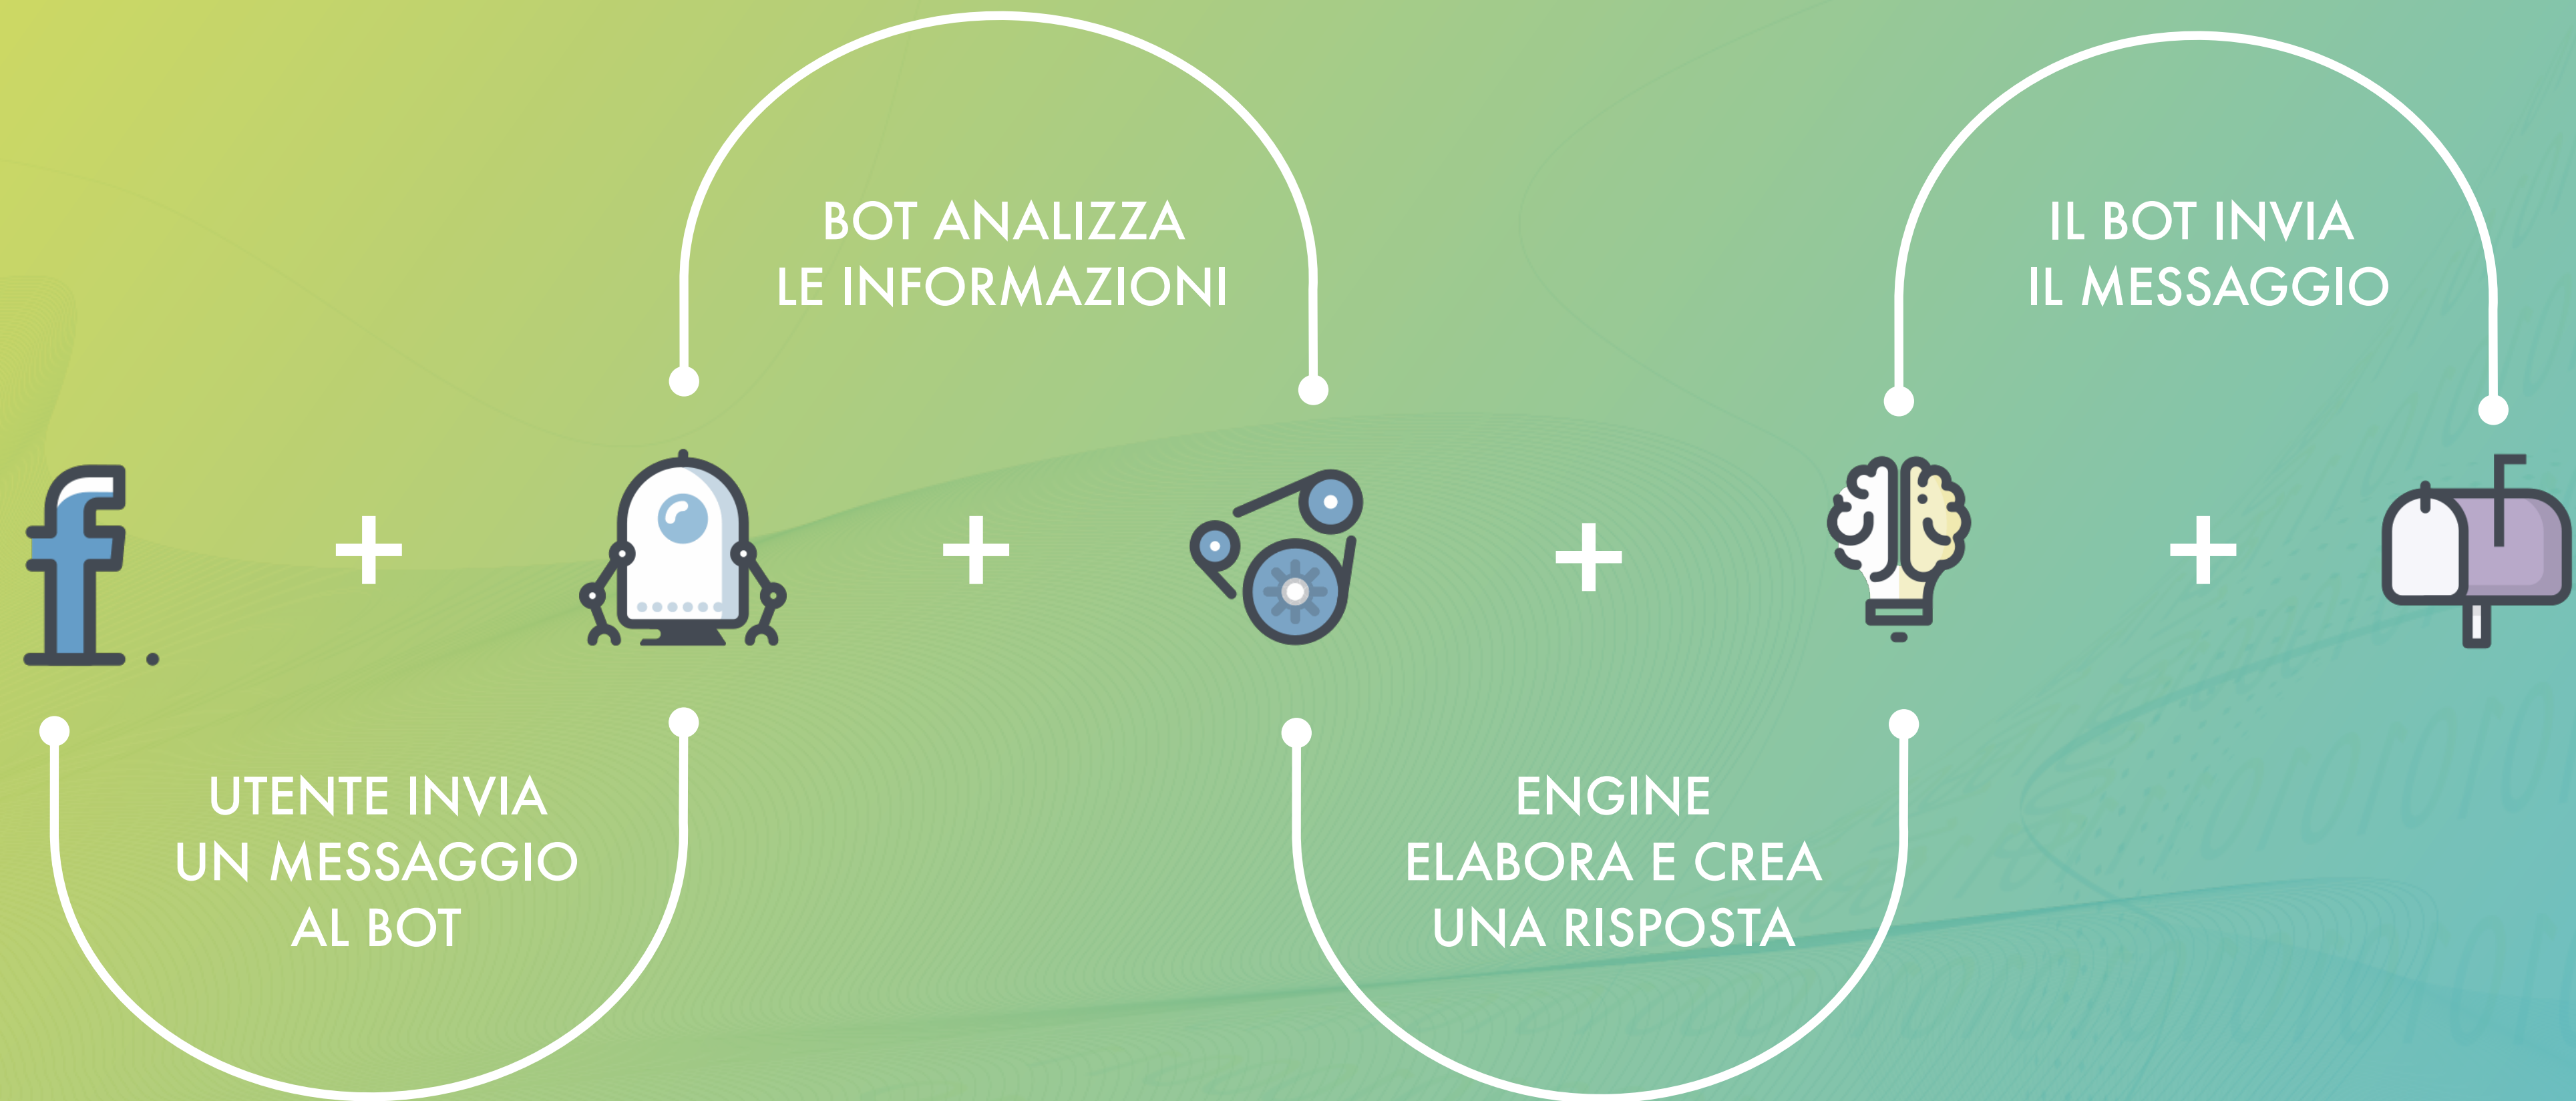 UTENTE INVIA
UN MESSAGGIO
AL BOT
BOT ANALIZZA
LE INFORMAZIONI
ENGINE
ELABORA E CREA
UNA RISPOSTA
IL BOT INVIA
IL MESSAGGIO